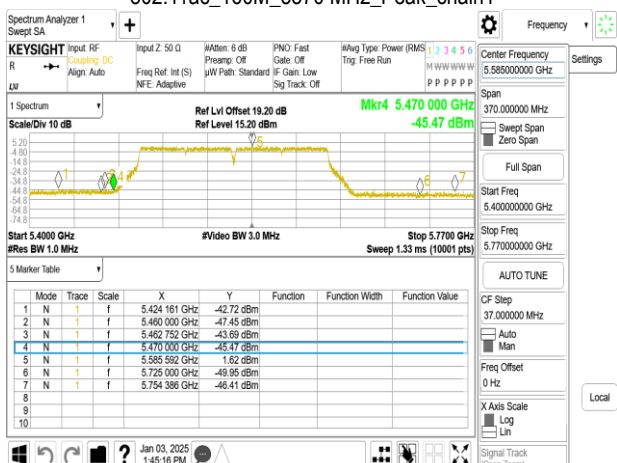 802.11ac_160M_5570 MHz_Peak_chain1
Spectrum Analyzer 1
Swept SA
Frequency
KEYSIGHT
R
LXI
Input: RF
Coupling: DC
Align: Auto
Input Z: 50 Ω
Freq Ref: Int (S)
NFE: Adaptive
#Atten: 6 dB
Preamp: Off
µW Path: Standard
PNO: Fast
Gate: Off
IF Gain: Low
Sig Track: Off
#Avg Type: Power (RMS
Trig: Free Run
1 2 3 4 5 6
M W W W W W
P P P P P P
Center Frequency
5.585000000 GHz
Settings
Span
370.000000 MHz
Swept Span
Zero Span
Full Span
Start Freq
5.400000000 GHz
Stop Freq
5.770000000 GHz
AUTO TUNE
CF Step
37.000000 MHz
Auto
Man
Freq Offset
0 Hz
X Axis Scale
Log
Lin
Local
Signal Track
1 Spectrum
Scale/Div 10 dB
Ref Lvl Offset 19.20 dB
Ref Level 15.20 dBm
Mkr4 5.470 000 GHz
-45.47 dBm
5.20
-4.80
-14.8
-24.8
-34.8
-44.8
-54.8
-64.8
-74.8
1
3
4
5
6
7
Start 5.4000 GHz
#Res BW 1.0 MHz
#Video BW 3.0 MHz
Stop 5.7700 GHz
Sweep 1.33 ms (10001 pts)
5 Marker Table
Mode Trace Scale X Y Function Function Width Function Value
1 N 1 f 5.424 161 GHz -42.72 dBm
2 N 1 f 5.460 000 GHz -47.45 dBm
3 N 1 f 5.462 752 GHz -43.69 dBm
4 N 1 f 5.470 000 GHz -45.47 dBm
5 N 1 f 5.585 592 GHz 1.62 dBm
6 N 1 f 5.725 000 GHz -49.95 dBm
7 N 1 f 5.754 386 GHz -46.41 dBm
8
9
10
?
Jan 03, 2025
1:45:16 PM